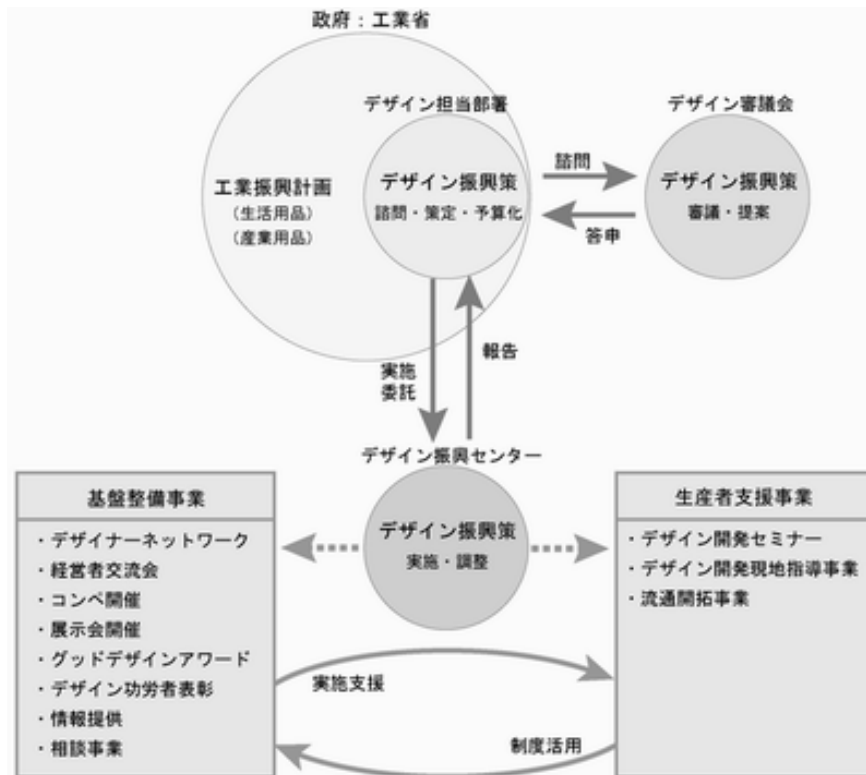 政府：工業省
デザイン担当部署
デザイン審議会
工業振興計画
（生活用品）
（産業用品）
デザイン振興策
諮問・策定・予算化
諮問
答申
デザイン振興策
審議・提案
実施
委託
報告
デザイン振興センター
デザイン振興策
実施・調整
基盤整備事業
・デザイナーネットワーク
・経営者交流会
・コンペ開催
・展示会開催
・グッドデザインアワード
・デザイン功労者表彰
・情報提供
・相談事業
生産者支援事業
・デザイン開発セミナー
・デザイン開発現地指導事業
・流通開拓事業
実施支援
制度活用